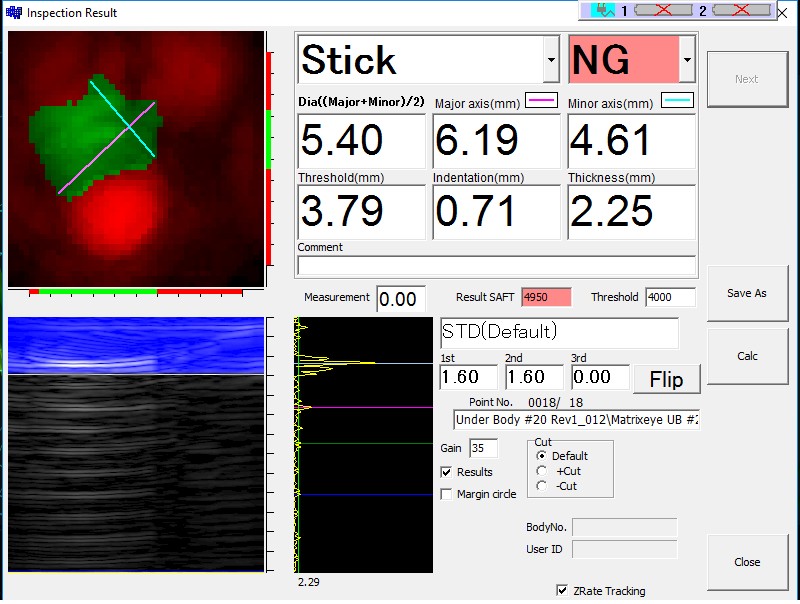 Inspection Result
1 2
Stick NG
Next
Dia((Major+Minor)/2) Major axis(mm) Minor axis(mm)
5.40 6.19 4.61
Threshold(mm) Indentation(mm) Thickness(mm)
3.79 0.71 2.25
Comment
Measurement 0.00 Result SAFT 4950 Threshold 4000
Save As
STD(Default)
Calc
1st 2nd 3rd
1.60 1.60 0.00 Flip
Point No. 0018/ 18
Under Body #20 Rev1_012\Matrixeye UB #2
Gain 35
Cut
Default
+Cut
-Cut
Results
Margin circle
BodyNo.
User ID
Close
2.29
ZRate Tracking